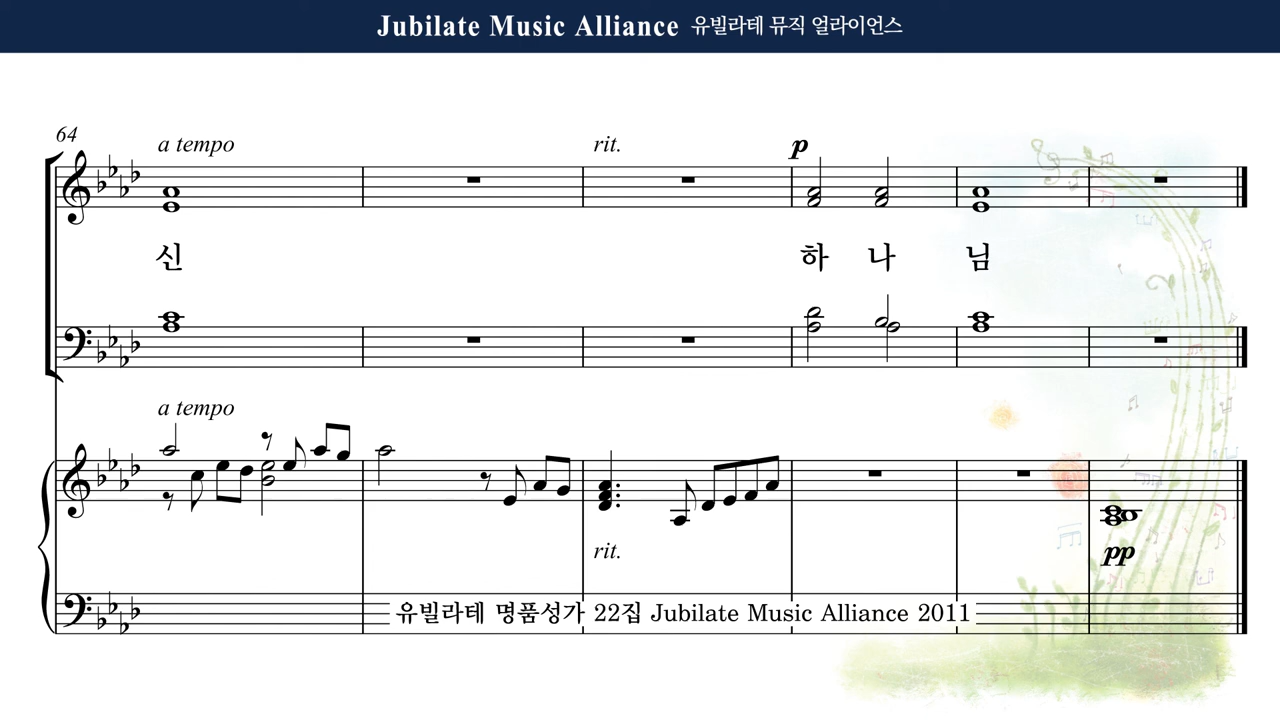 Jubilate Music Alliance 유빌라테 뮤직 얼라이언스
64
a tempo rit. p
신 하 나 님
a tempo
rit. pp
유빌라테 명품성가 22집 Jubilate Music Alliance 2011